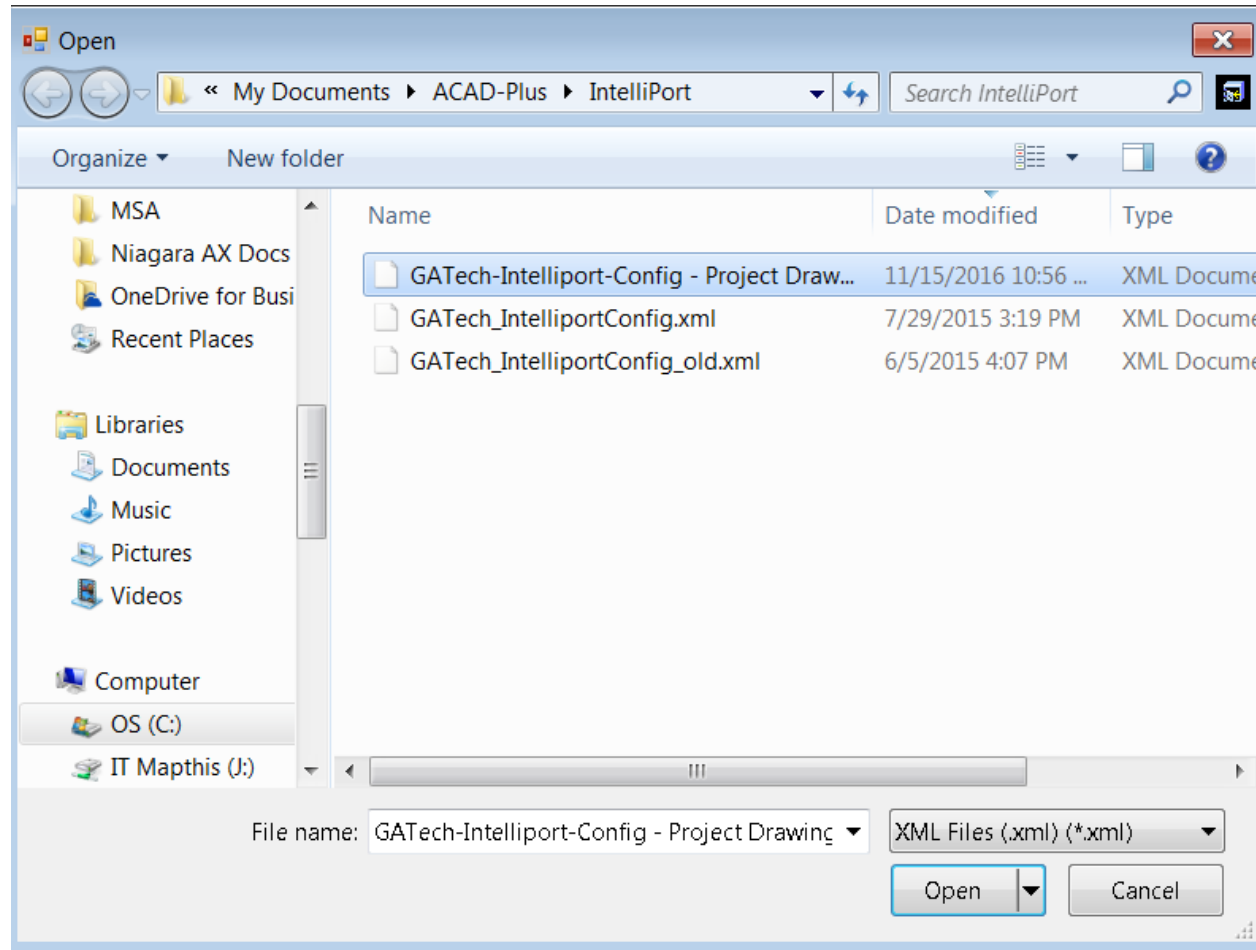 Open
« My Documents ACAD-Plus IntelliPort Search IntelliPort
Organize New folder
MSA
Niagara AX Docs
OneDrive for Busi
Recent Places
Libraries
Documents
Music
Pictures
Videos
Computer
OS (C:)
IT Mapthis (J:)
Name Date modified Type
GATech-Intelliport-Config - Project Draw... 11/15/2016 10:56 ... XML Docume
GATech_IntelliportConfig.xml 7/29/2015 3:19 PM XML Docume
GATech_IntelliportConfig_old.xml 6/5/2015 4:07 PM XML Docume
File name: GATech-Intelliport-Config - Project Drawing XML Files (.xml) (*.xml)
Open Cancel